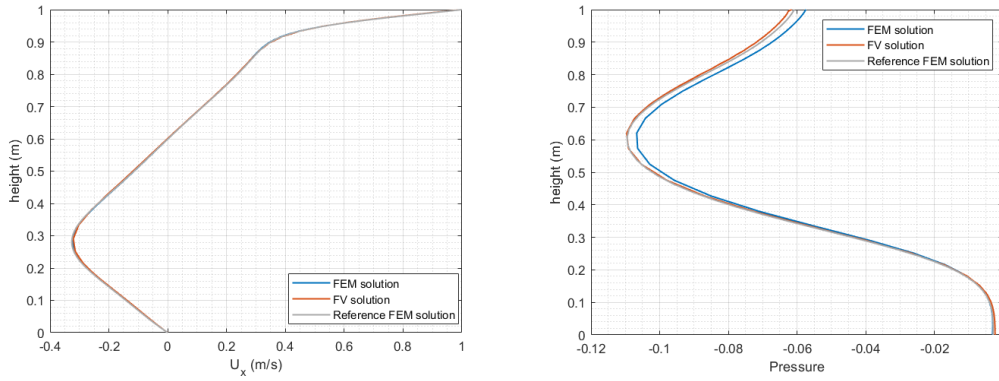 1
0.9
0.8
0.7
0.6
0.5
0.4
0.3
0.2
0.1
0
height (m)
FEM solution
FV solution
Reference FEM solution
-0.4 -0.2 0 0.2 0.4 0.6 0.8 1
U_x (m/s)
1
0.9
0.8
0.7
0.6
0.5
0.4
0.3
0.2
0.1
0
height (m)
FEM solution
FV solution
Reference FEM solution
-0.12 -0.1 -0.08 -0.06 -0.04 -0.02
Pressure